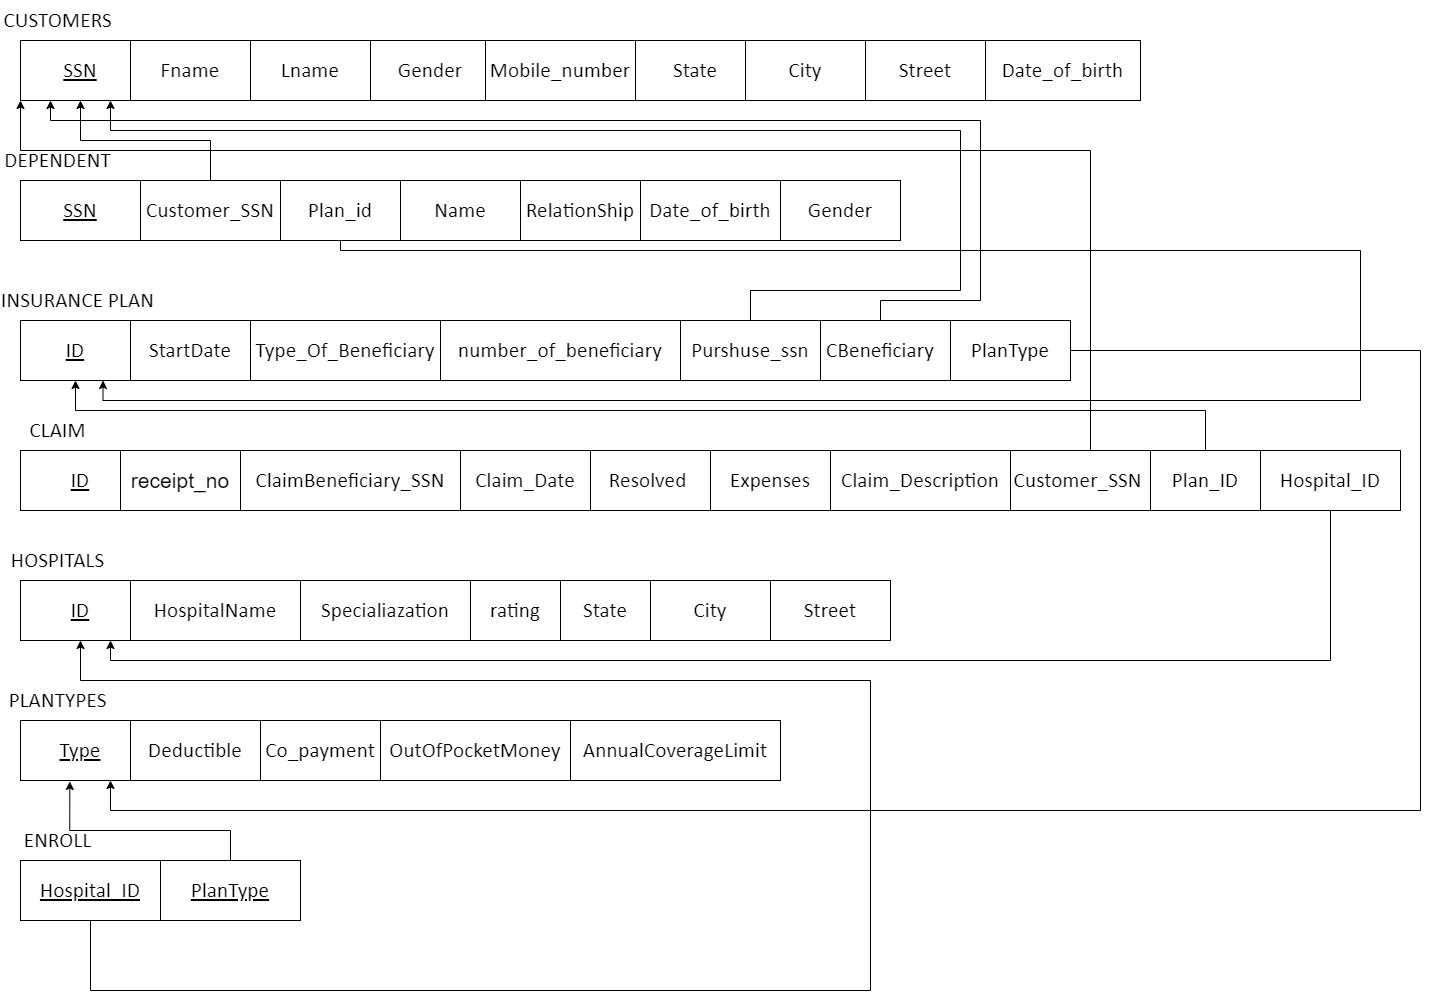 CUSTOMERS
SSN Fname Lname Gender Mobile_number State City Street Date_of_birth
DEPENDENT
SSN Customer_SSN Plan_id Name RelationShip Date_of_birth Gender
INSURANCE PLAN
ID StartDate Type_Of_Beneficiary number_of_beneficiary Purshuse_ssn CBeneficiary PlanType
CLAIM
ID receipt_no ClaimBeneficiary_SSN Claim_Date Resolved Expenses Claim_Description Customer_SSN Plan_ID Hospital_ID
HOSPITALS
ID HospitalName Specialiazation rating State City Street
PLANTYPES
Type Deductible Co_payment OutOfPocketMoney AnnualCoverageLimit
ENROLL
Hospital_ID PlanType